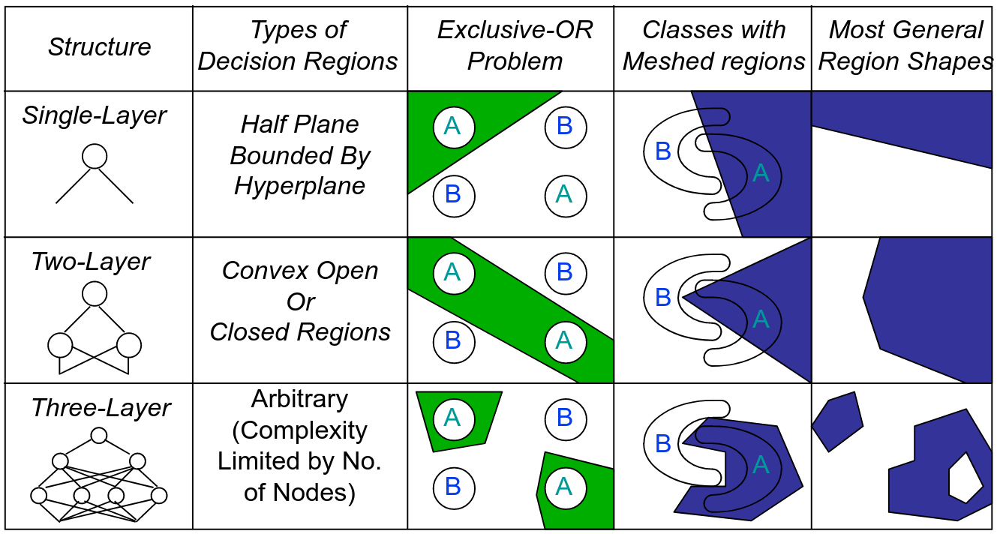 Structure
Types of
Decision Regions
Exclusive-OR
Problem
Classes with
Meshed regions
Most General
Region Shapes
Single-Layer
Half Plane
Bounded By
Hyperplane
A
B
B
A
B
A
Two-Layer
Convex Open
Or
Closed Regions
A
B
B
A
B
A
Three-Layer
Arbitrary
(Complexity
Limited by No.
of Nodes)
A
B
B
A
B
A